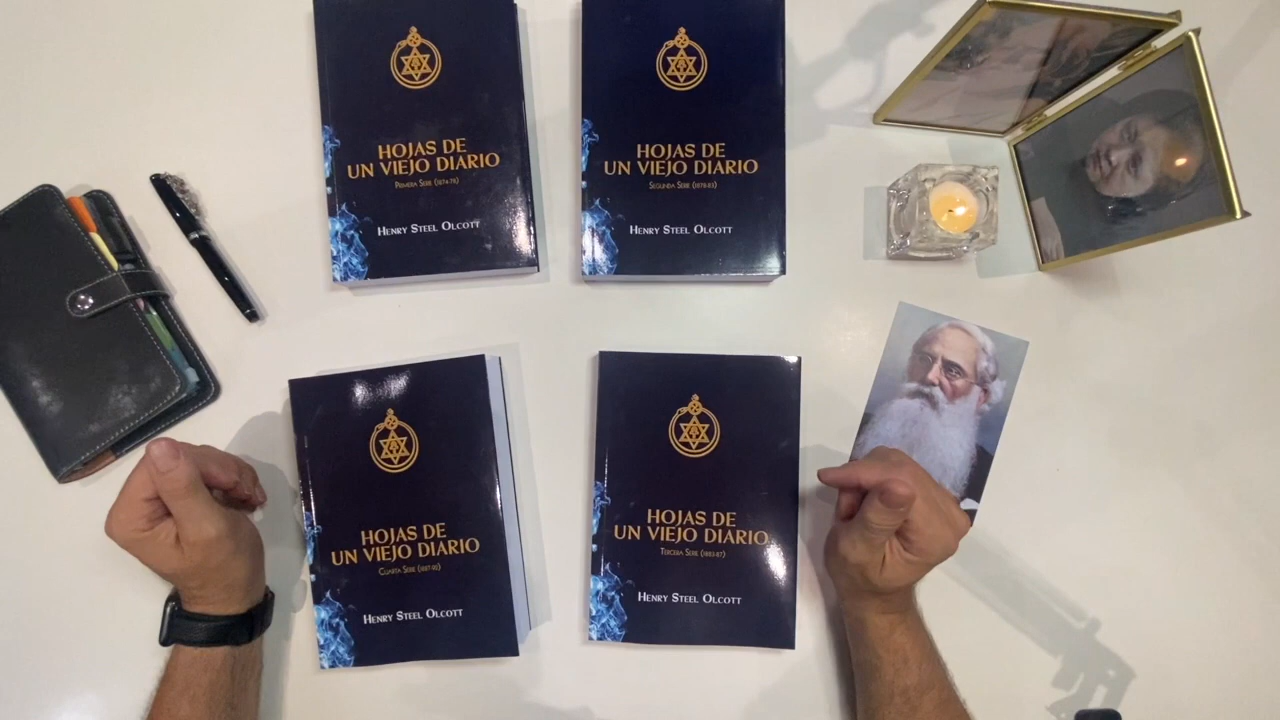 HOJAS DE
UN VIEJO DIARIO
PRIMERA SERIE (1874-78)
HENRY STEEL OLCOTT
HOJAS DE
UN VIEJO DIARIO
SEGUNDA SERIE (1878-83)
HENRY STEEL OLCOTT
HOJAS DE
UN VIEJO DIARIO
CUARTA SERIE (1887-92)
HENRY STEEL OLCOTT
HOJAS DE
UN VIEJO DIARIO
TERCERA SERIE (1883-87)
HENRY STEEL OLCOTT